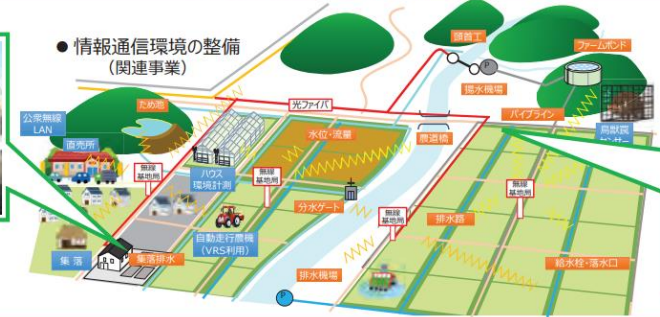 ● 情報通信環境の整備
（関連事業）
頭首工
ファームポンド
P
揚水機場
公衆無線
LAN
ため池
光ファイバ
パイプライン
直売所
水位・流量
農道橋
鳥獣罠
センサー
無線
基地局
ハウス
環境計測
無線
基地局
無線
基地局
分水ゲート
無線
基地局
排水路
自動走行農機
（VRS利用）
集落
集落排水
排水機場
給水栓・落水口
P